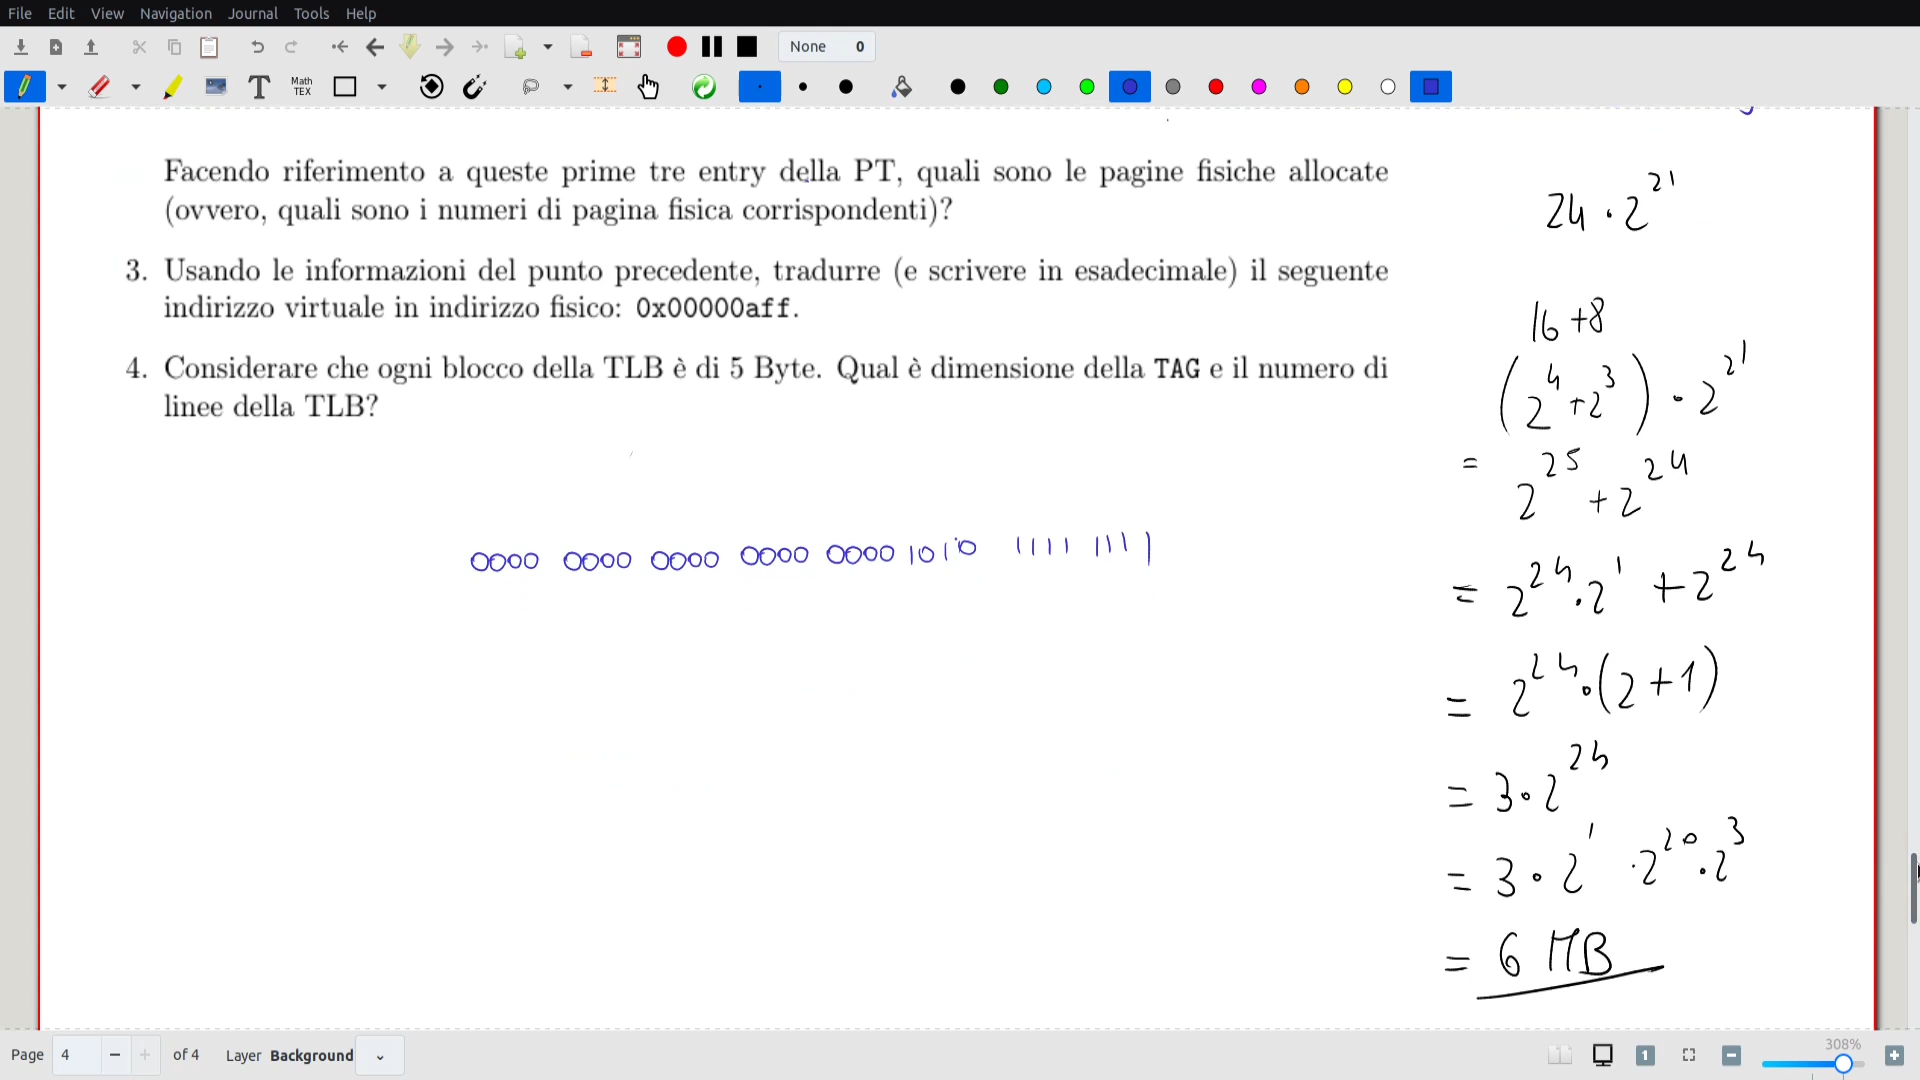 File Edit View Navigation Journal Tools Help
None 0
Math
TEX
Facendo riferimento a queste prime tre entry della PT, quali sono le pagine fisiche allocate
(ovvero, quali sono i numeri di pagina fisica corrispondenti)?
3. Usando le informazioni del punto precedente, tradurre (e scrivere in esadecimale) il seguente
indirizzo virtuale in indirizzo fisico: 0x00000aff.
4. Considerare che ogni blocco della TLB è di 5 Byte. Qual è dimensione della TAG e il numero di
linee della TLB?
0000 0000 0000 0000 0000 1010 1111 1111
24 · 2^21
16 + 8
(2^4 + 2^3) · 2^21
= 2^25 + 2^24
= 2^24 · 2^1 + 2^24
= 2^24 · (2 + 1)
= 3 · 2^24
= 3 · 2^1 · 2^20 · 2^3
= 6 MB
Page 4 of 4 Layer Background
1
308%